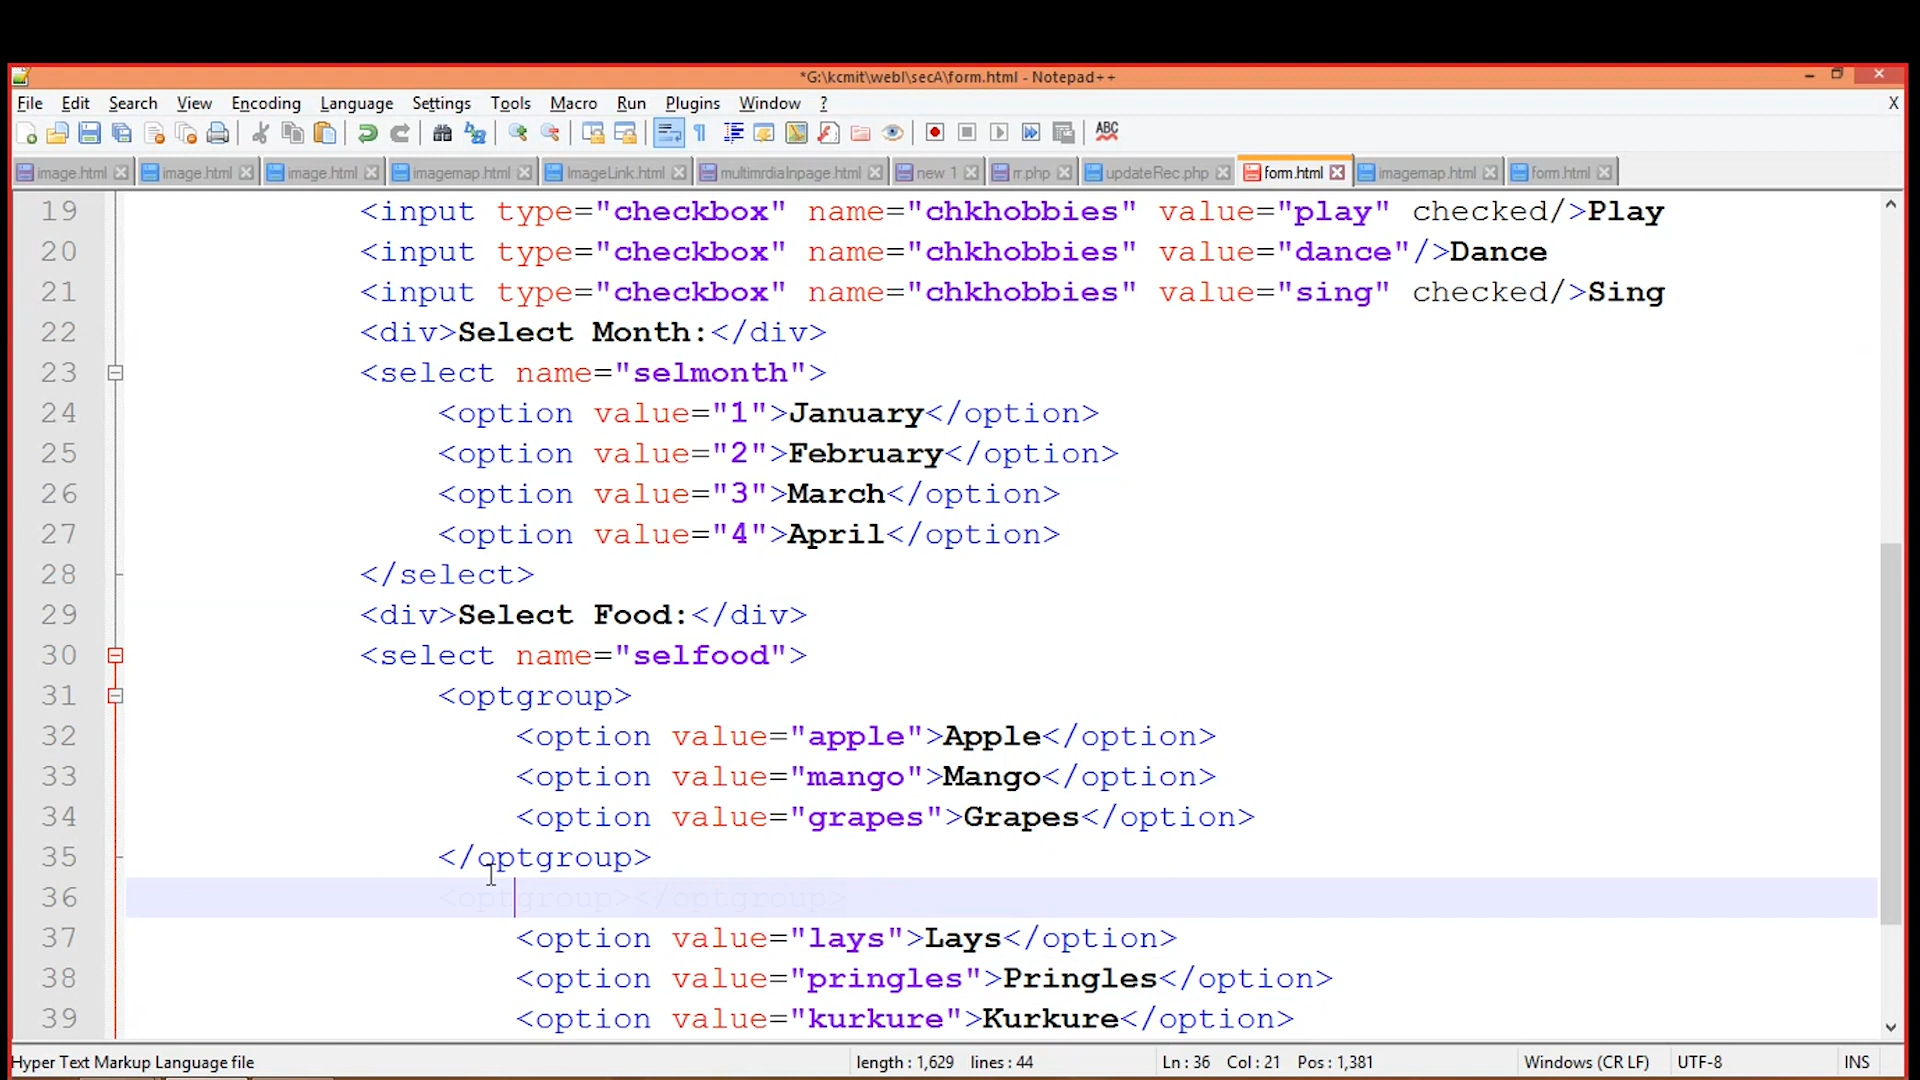 *G:\kcmit\webI\secA\form.html - Notepad++
File Edit Search View Encoding Language Settings Tools Macro Run Plugins Window ? X
ABC
image.html image.html image.html imagemap.html ImageLink.html multimrdiaInpage.html new 1 rr.php updateRec.php form.html imagemap.html form.html
19 <input type="checkbox" name="chkhobbies" value="play" checked/>Play
20 <input type="checkbox" name="chkhobbies" value="dance"/>Dance
21 <input type="checkbox" name="chkhobbies" value="sing" checked/>Sing
22 <div>Select Month:</div>
23 <select name="selmonth">
24 <option value="1">January</option>
25 <option value="2">February</option>
26 <option value="3">March</option>
27 <option value="4">April</option>
28 </select>
29 <div>Select Food:</div>
30 <select name="selfood">
31 <optgroup>
32 <option value="apple">Apple</option>
33 <option value="mango">Mango</option>
34 <option value="grapes">Grapes</option>
35 </optgroup>
36 <optgroup></optgroup>
37 <option value="lays">Lays</option>
38 <option value="pringles">Pringles</option>
39 <option value="kurkure">Kurkure</option>
Hyper Text Markup Language file length : 1,629 lines : 44 Ln : 36 Col : 21 Pos : 1,381 Windows (CR LF) UTF-8 INS